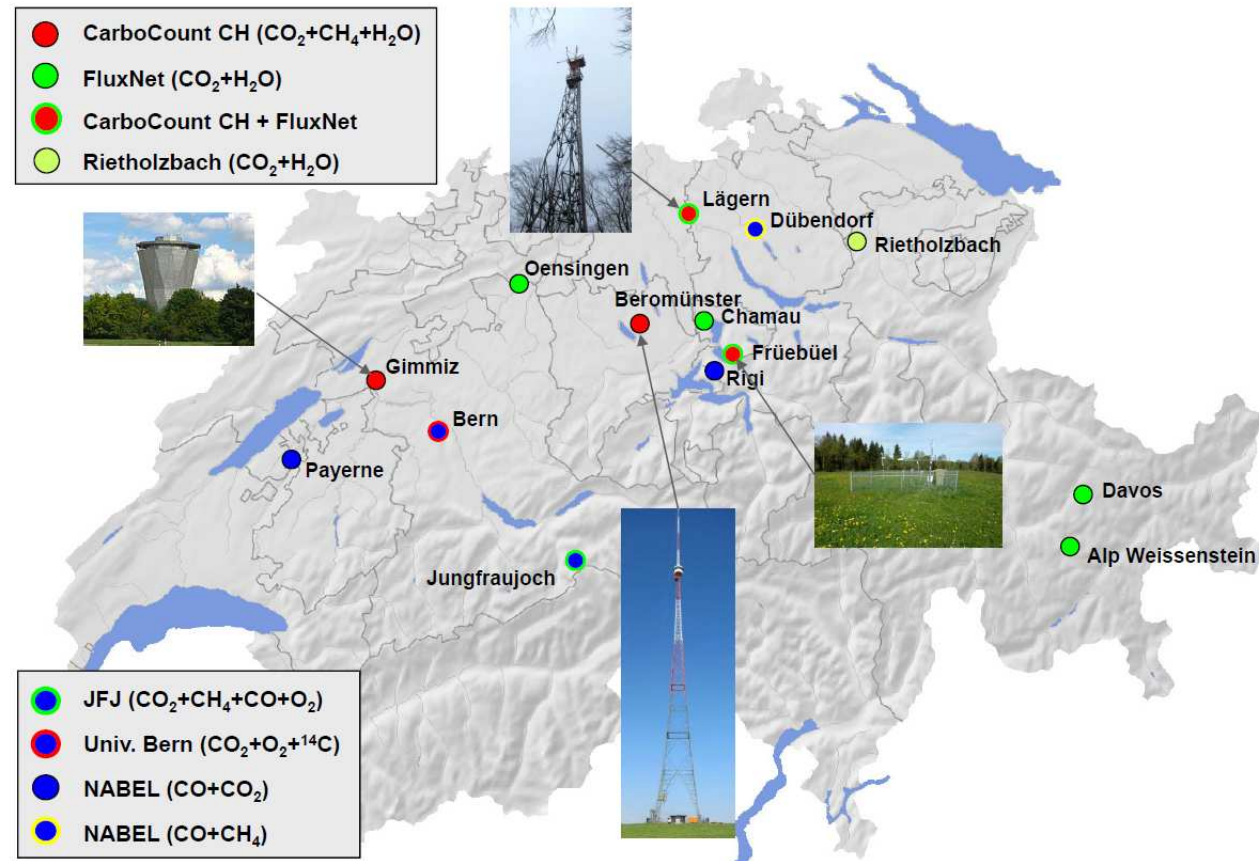 CarboCount CH (CO₂+CH₄+H₂O)
FluxNet (CO₂+H₂O)
CarboCount CH + FluxNet
Rietholzbach (CO₂+H₂O)
Lägern
Dübendorf
Rietholzbach
Oensingen
Beromünster
Chamau
Früebüel
Rigi
Gimmiz
Bern
Payerne
Davos
Alp Weissenstein
Jungfraujoch
JFJ (CO₂+CH₄+CO+O₂)
Univ. Bern (CO₂+O₂+¹⁴C)
NABEL (CO+CO₂)
NABEL (CO+CH₄)